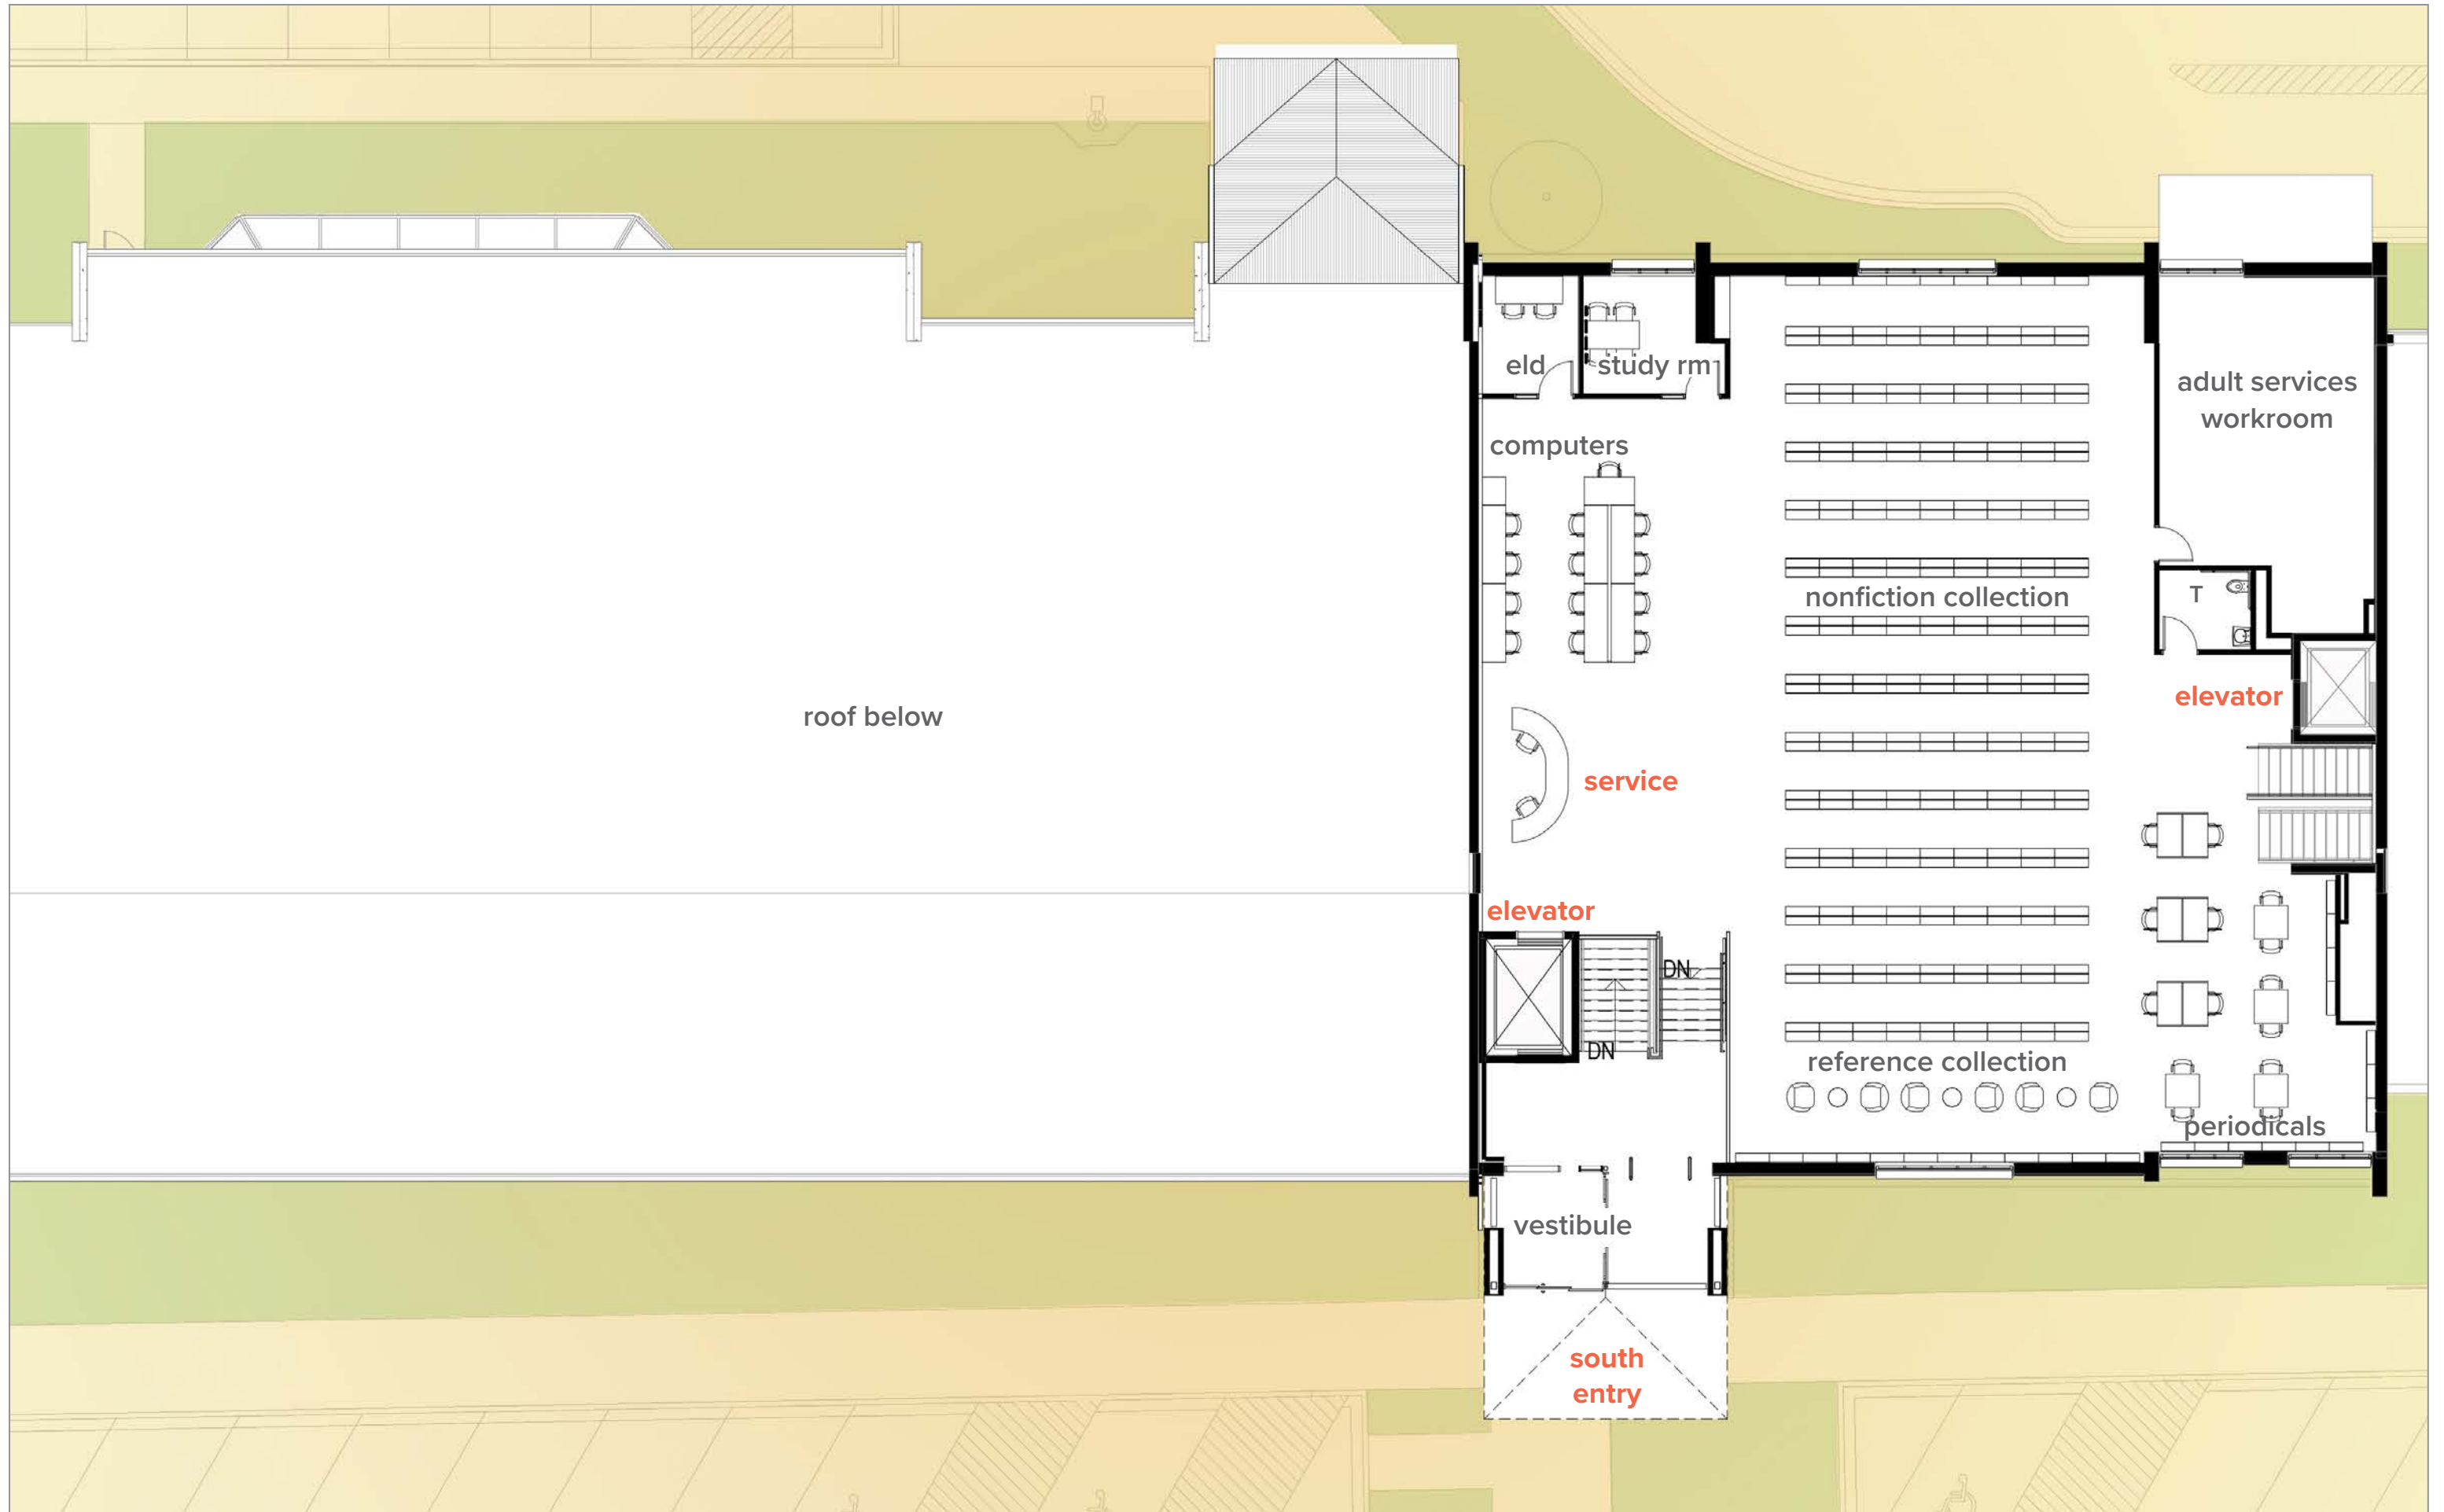 eld
study rm
adult services
workroom
computers
nonfiction collection
T
elevator
roof below
service
elevator
DN
DN
reference collection
periodicals
vestibule
south
entry